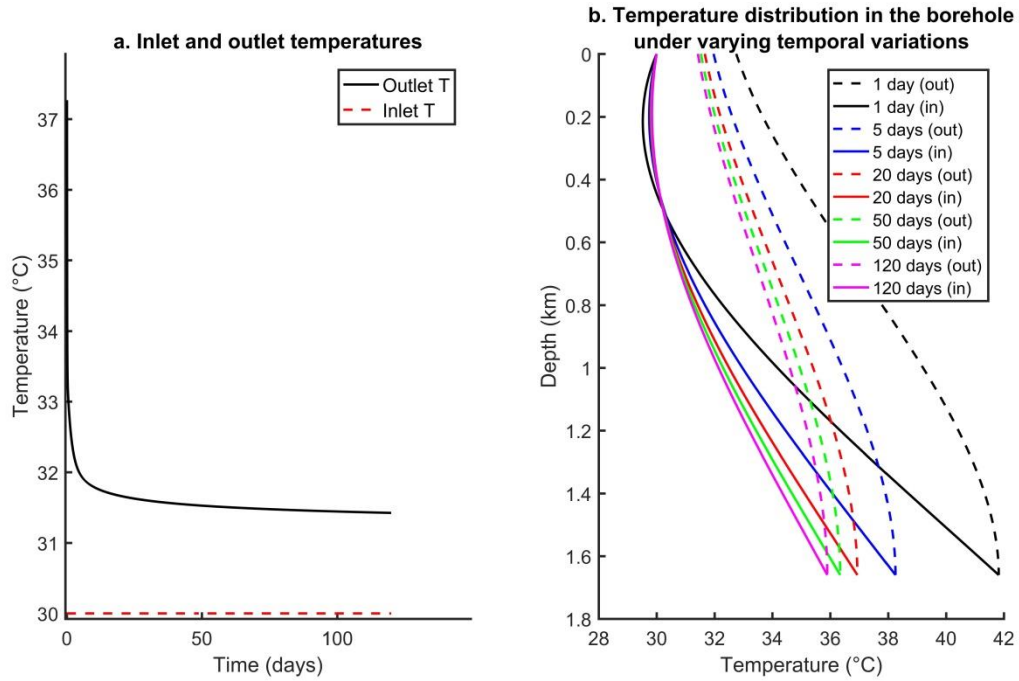 a. Inlet and outlet temperatures
Outlet T
Inlet T
Temperature (°C)
37
36
35
34
33
32
31
30
0
50
100
Time (days)
b. Temperature distribution in the borehole
under varying temporal variations
1 day (out)
1 day (in)
5 days (out)
5 days (in)
20 days (out)
20 days (in)
50 days (out)
50 days (in)
120 days (out)
120 days (in)
Depth (km)
0
0.2
0.4
0.6
0.8
1
1.2
1.4
1.6
1.8
28
30
32
34
36
38
40
42
Temperature (°C)